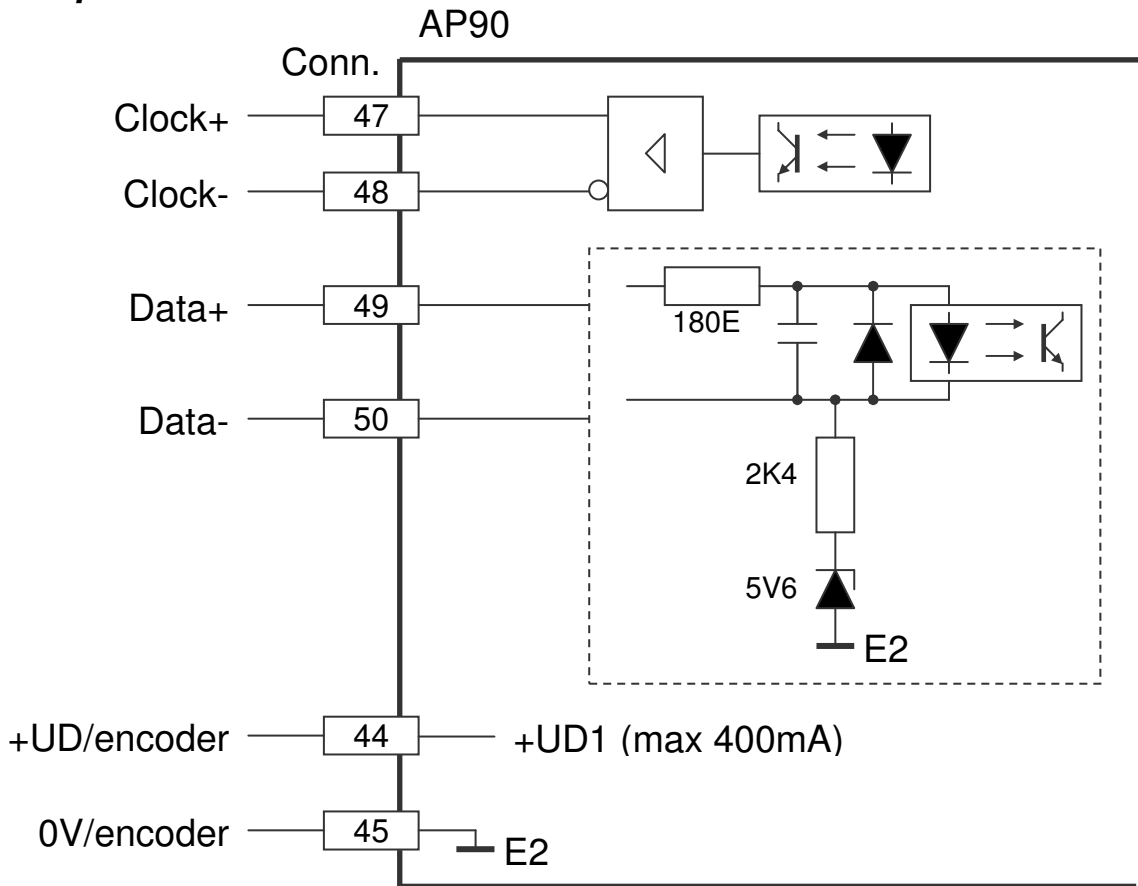 AP90
Conn.
Clock+ 47
Clock- 48
Data+ 49
180E
Data- 50
2K4
5V6
E2
+UD/encoder 44 +UD1 (max 400mA)
0V/encoder 45 E2